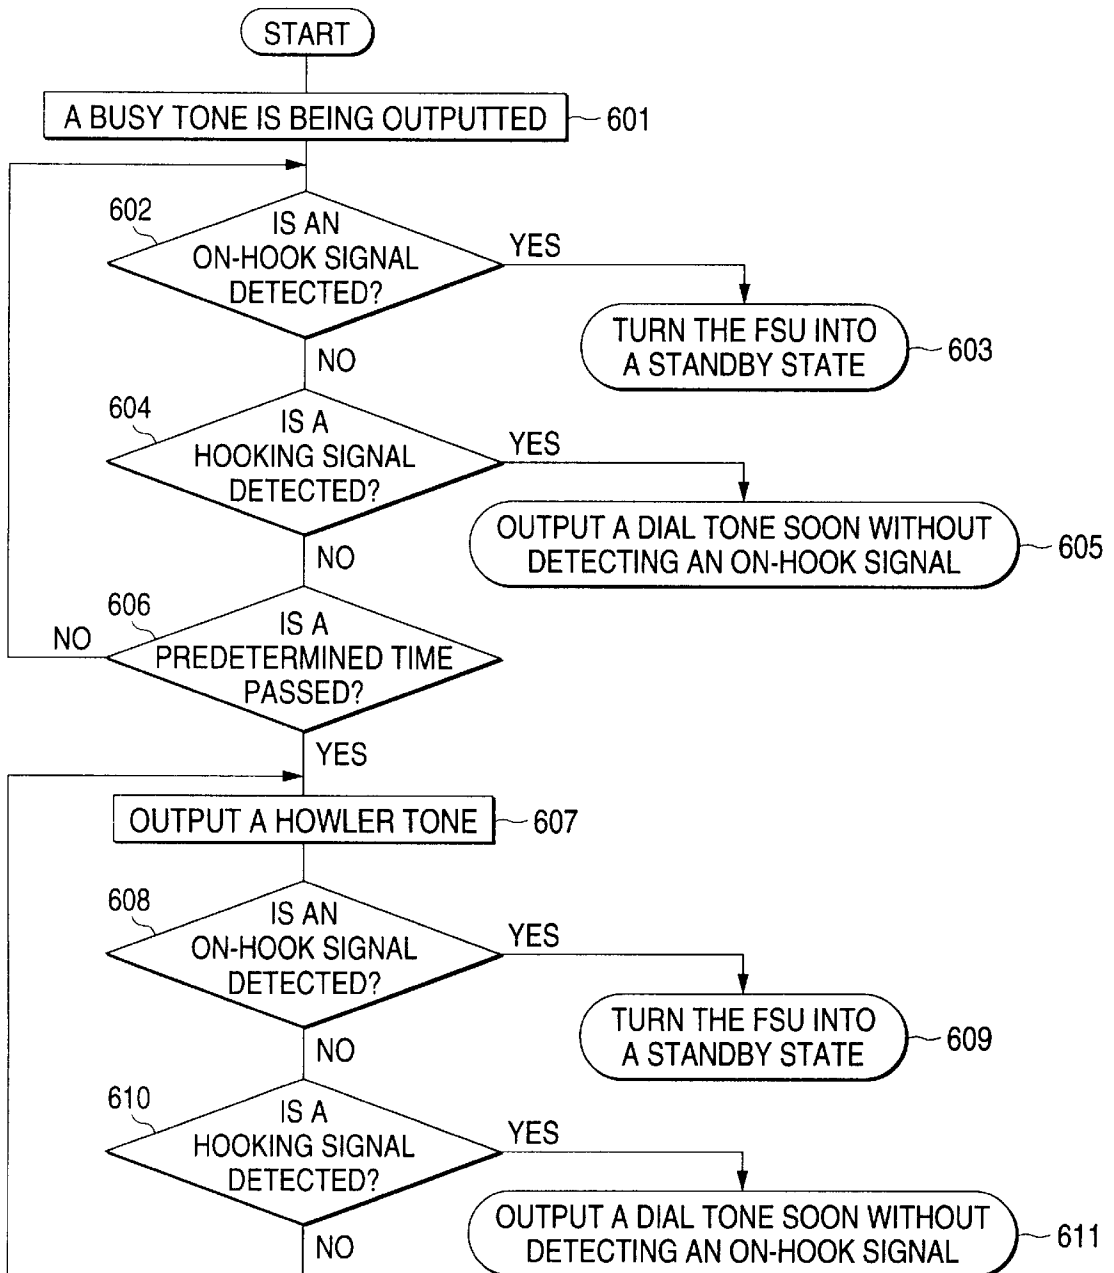 START
A BUSY TONE IS BEING OUTPUTTED
601
602
IS AN
ON-HOOK SIGNAL
DETECTED?
YES
TURN THE FSU INTO
A STANDBY STATE
603
NO
604
IS A
HOOKING SIGNAL
DETECTED?
YES
OUTPUT A DIAL TONE SOON WITHOUT
DETECTING AN ON-HOOK SIGNAL
605
NO
606
IS A
PREDETERMINED TIME
PASSED?
NO
YES
OUTPUT A HOWLER TONE
607
608
IS AN
ON-HOOK SIGNAL
DETECTED?
YES
TURN THE FSU INTO
A STANDBY STATE
609
NO
610
IS A
HOOKING SIGNAL
DETECTED?
YES
OUTPUT A DIAL TONE SOON WITHOUT
DETECTING AN ON-HOOK SIGNAL
611
NO